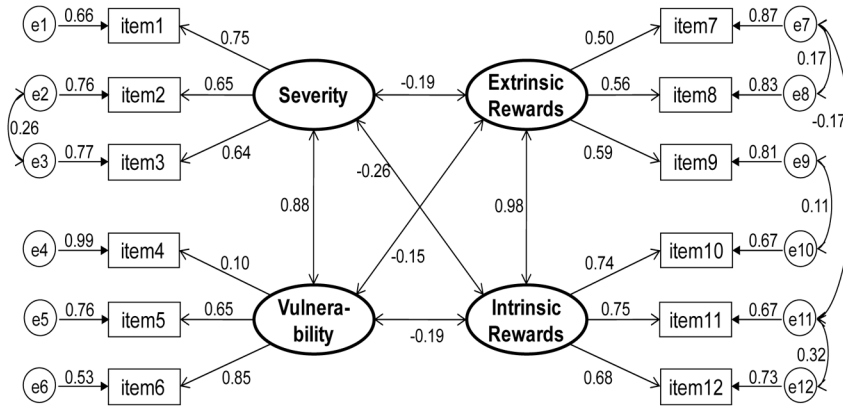 e1 0.66 item1 0.75
e2 0.76 item2 0.65
0.26
e3 0.77 item3 0.64
Severity
-0.19
Extrinsic
Rewards
0.50 item7 0.87 e7
0.17
0.56 item8 0.83 e8
-0.17
0.59 item9 0.81 e9
0.88
-0.26
-0.15
0.98
0.11
e4 0.99 item4 0.10
e5 0.76 item5 0.65
e6 0.53 item6 0.85
Vulnera-
bility
-0.19
Intrinsic
Rewards
0.74 item10 0.67 e10
0.75 item11 0.67 e11
0.32
0.68 item12 0.73 e12